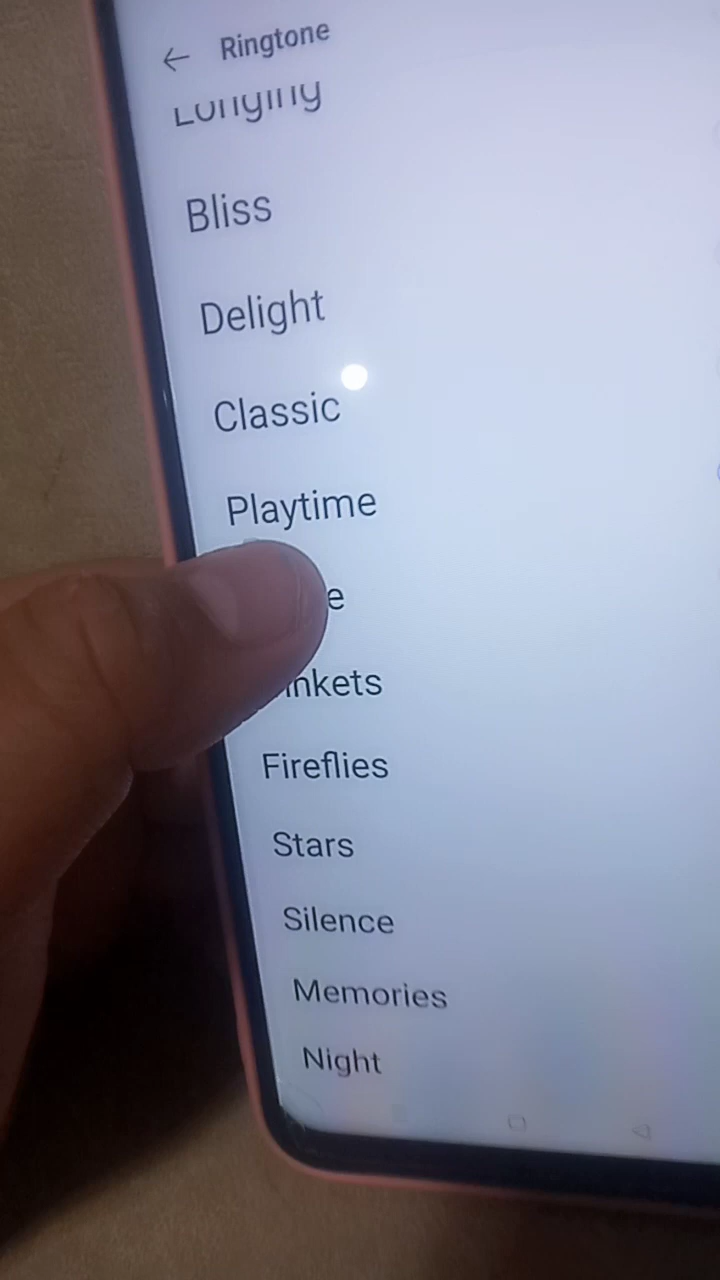 Ringtone
Bliss
Delight
Classic
Playtime
Fireflies
Stars
Silence
Memories
Night